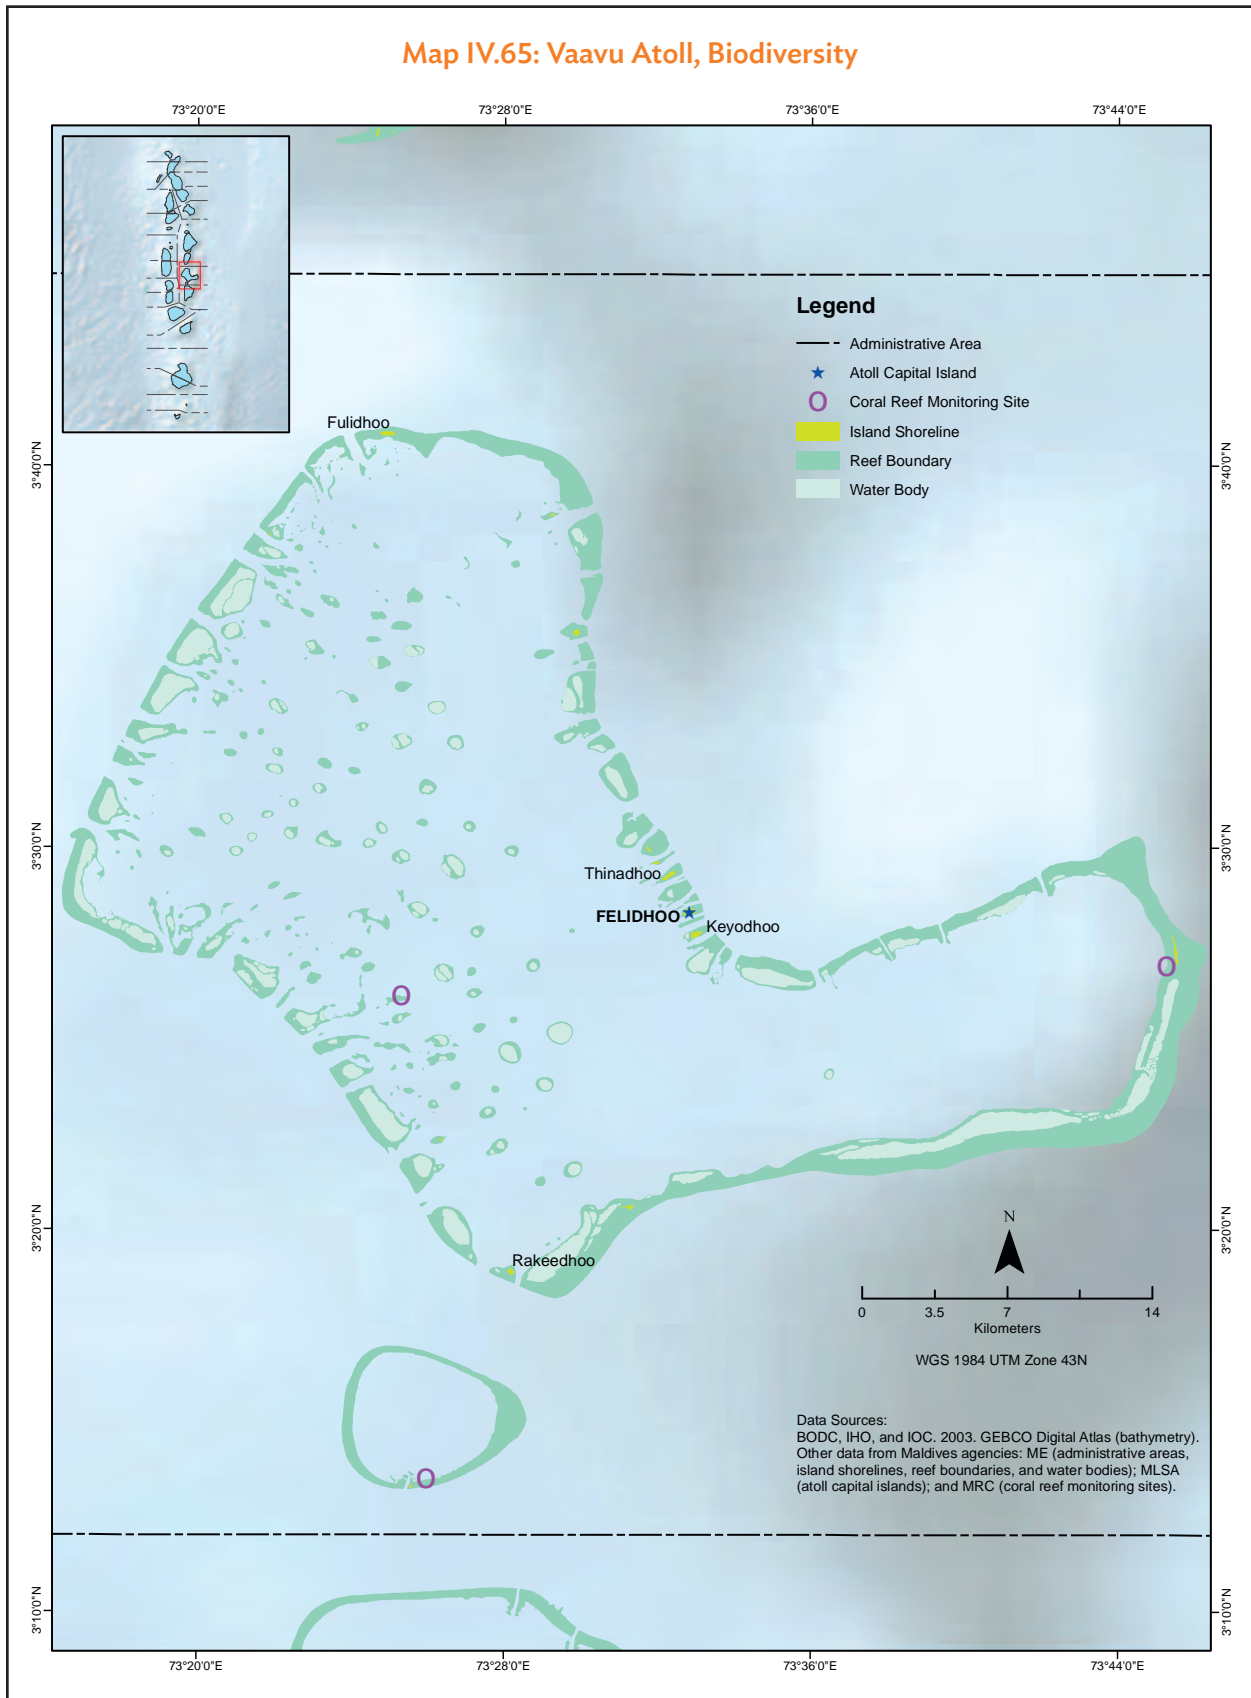 Map IV.65: Vaavu Atoll, Biodiversity
73°20'0"E
73°28'0"E
73°36'0"E
73°44'0"E
Legend
Administrative Area
Atoll Capital Island
Coral Reef Monitoring Site
Island Shoreline
Reef Boundary
Water Body
Fulidhoo
3°40'0"N
3°40'0"N
3°30'0"N
3°30'0"N
Thinadhoo
FELIDHOO
Keyodhoo
3°20'0"N
3°20'0"N
Rakeedhoo
N
0
3.5
7
14
Kilometers
WGS 1984 UTM Zone 43N
Data Sources:
BODC, IHO, and IOC. 2003. GEBCO Digital Atlas (bathymetry).
Other data from Maldives agencies: ME (administrative areas,
island shorelines, reef boundaries, and water bodies); MLSA
(atoll capital islands); and MRC (coral reef monitoring sites).
3°10'0"N
3°10'0"N
73°20'0"E
73°28'0"E
73°36'0"E
73°44'0"E